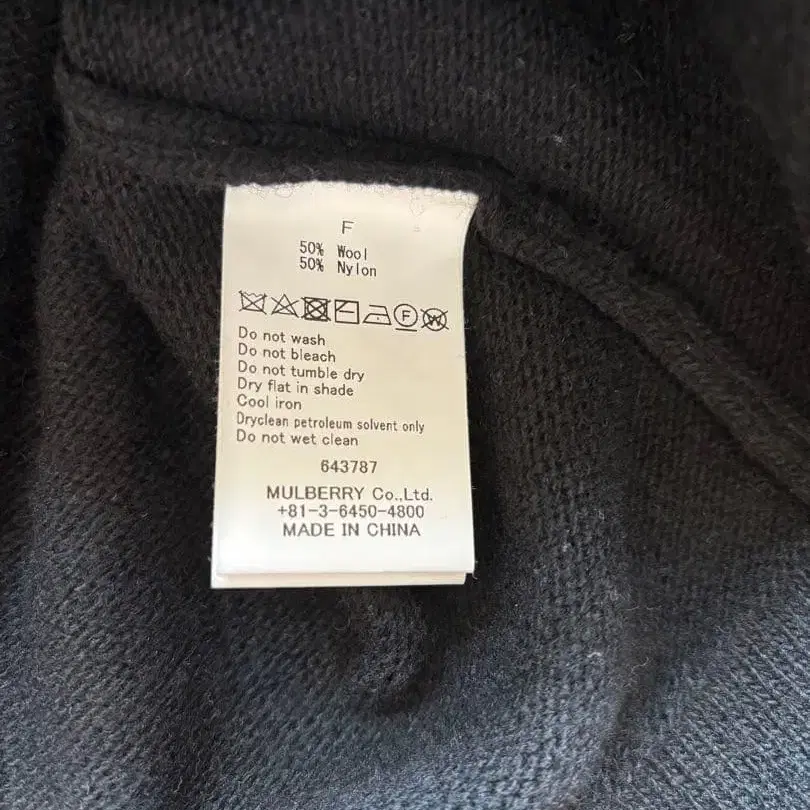 F
50% Wool
50% Nylon
F W
Do not wash
Do not bleach
Do not tumble dry
Dry flat in shade
Cool iron
Dryclean petroleum solvent only
Do not wet clean
643787
MULBERRY Co.,Ltd.
+81-3-6450-4800
MADE IN CHINA